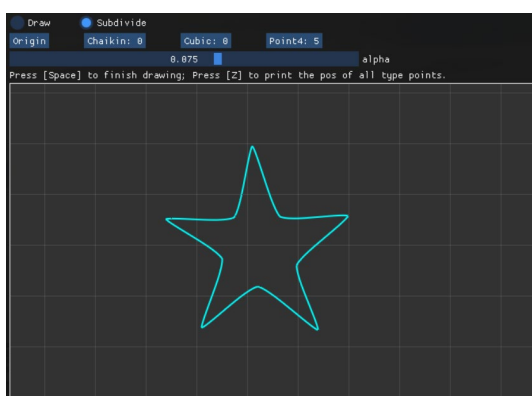 Draw Subdivide
Origin Chaikin: 0 Cubic: 0 Point4: 5
0.075 alpha
Press [Space] to finish drawing; Press [Z] to print the pos of all type points.